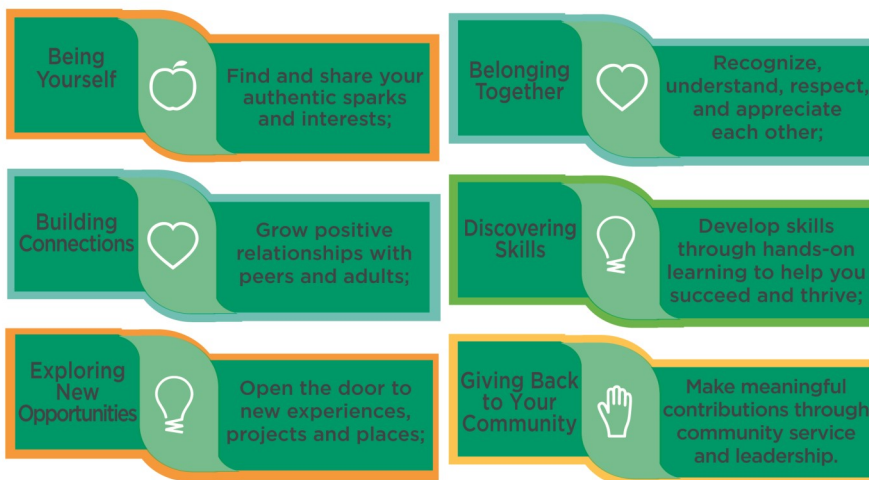 Being
Yourself
Find and share your
authentic sparks
and interests;
Belonging
Together
Recognize,
understand, respect,
and appreciate
each other;
Building
Connections
Grow positive
relationships with
peers and adults;
Discovering
Skills
Develop skills
through hands-on
learning to help you
succeed and thrive;
Exploring
New
Opportunities
Open the door to
new experiences,
projects and places;
Giving Back
to Your
Community
Make meaningful
contributions through
community service
and leadership.